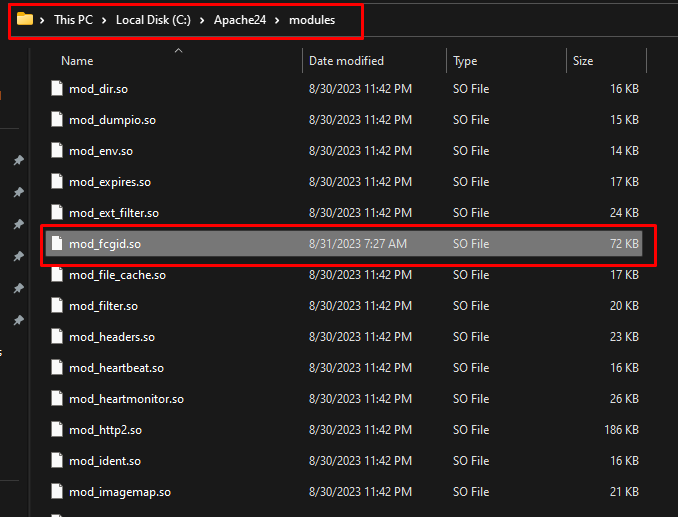 This PC > Local Disk (C:) > Apache24 > modules
Name Date modified Type Size
mod_dir.so 8/30/2023 11:42 PM SO File 16 KB
mod_dumpio.so 8/30/2023 11:42 PM SO File 15 KB
mod_env.so 8/30/2023 11:42 PM SO File 14 KB
mod_expires.so 8/30/2023 11:42 PM SO File 17 KB
mod_ext_filter.so 8/30/2023 11:42 PM SO File 24 KB
mod_fcgid.so 8/31/2023 7:27 AM SO File 72 KB
mod_file_cache.so 8/30/2023 11:42 PM SO File 17 KB
mod_filter.so 8/30/2023 11:42 PM SO File 20 KB
mod_headers.so 8/30/2023 11:42 PM SO File 23 KB
mod_heartbeat.so 8/30/2023 11:42 PM SO File 16 KB
mod_heartmonitor.so 8/30/2023 11:42 PM SO File 26 KB
mod_http2.so 8/30/2023 11:42 PM SO File 186 KB
mod_ident.so 8/30/2023 11:42 PM SO File 16 KB
mod_imagemap.so 8/30/2023 11:42 PM SO File 21 KB